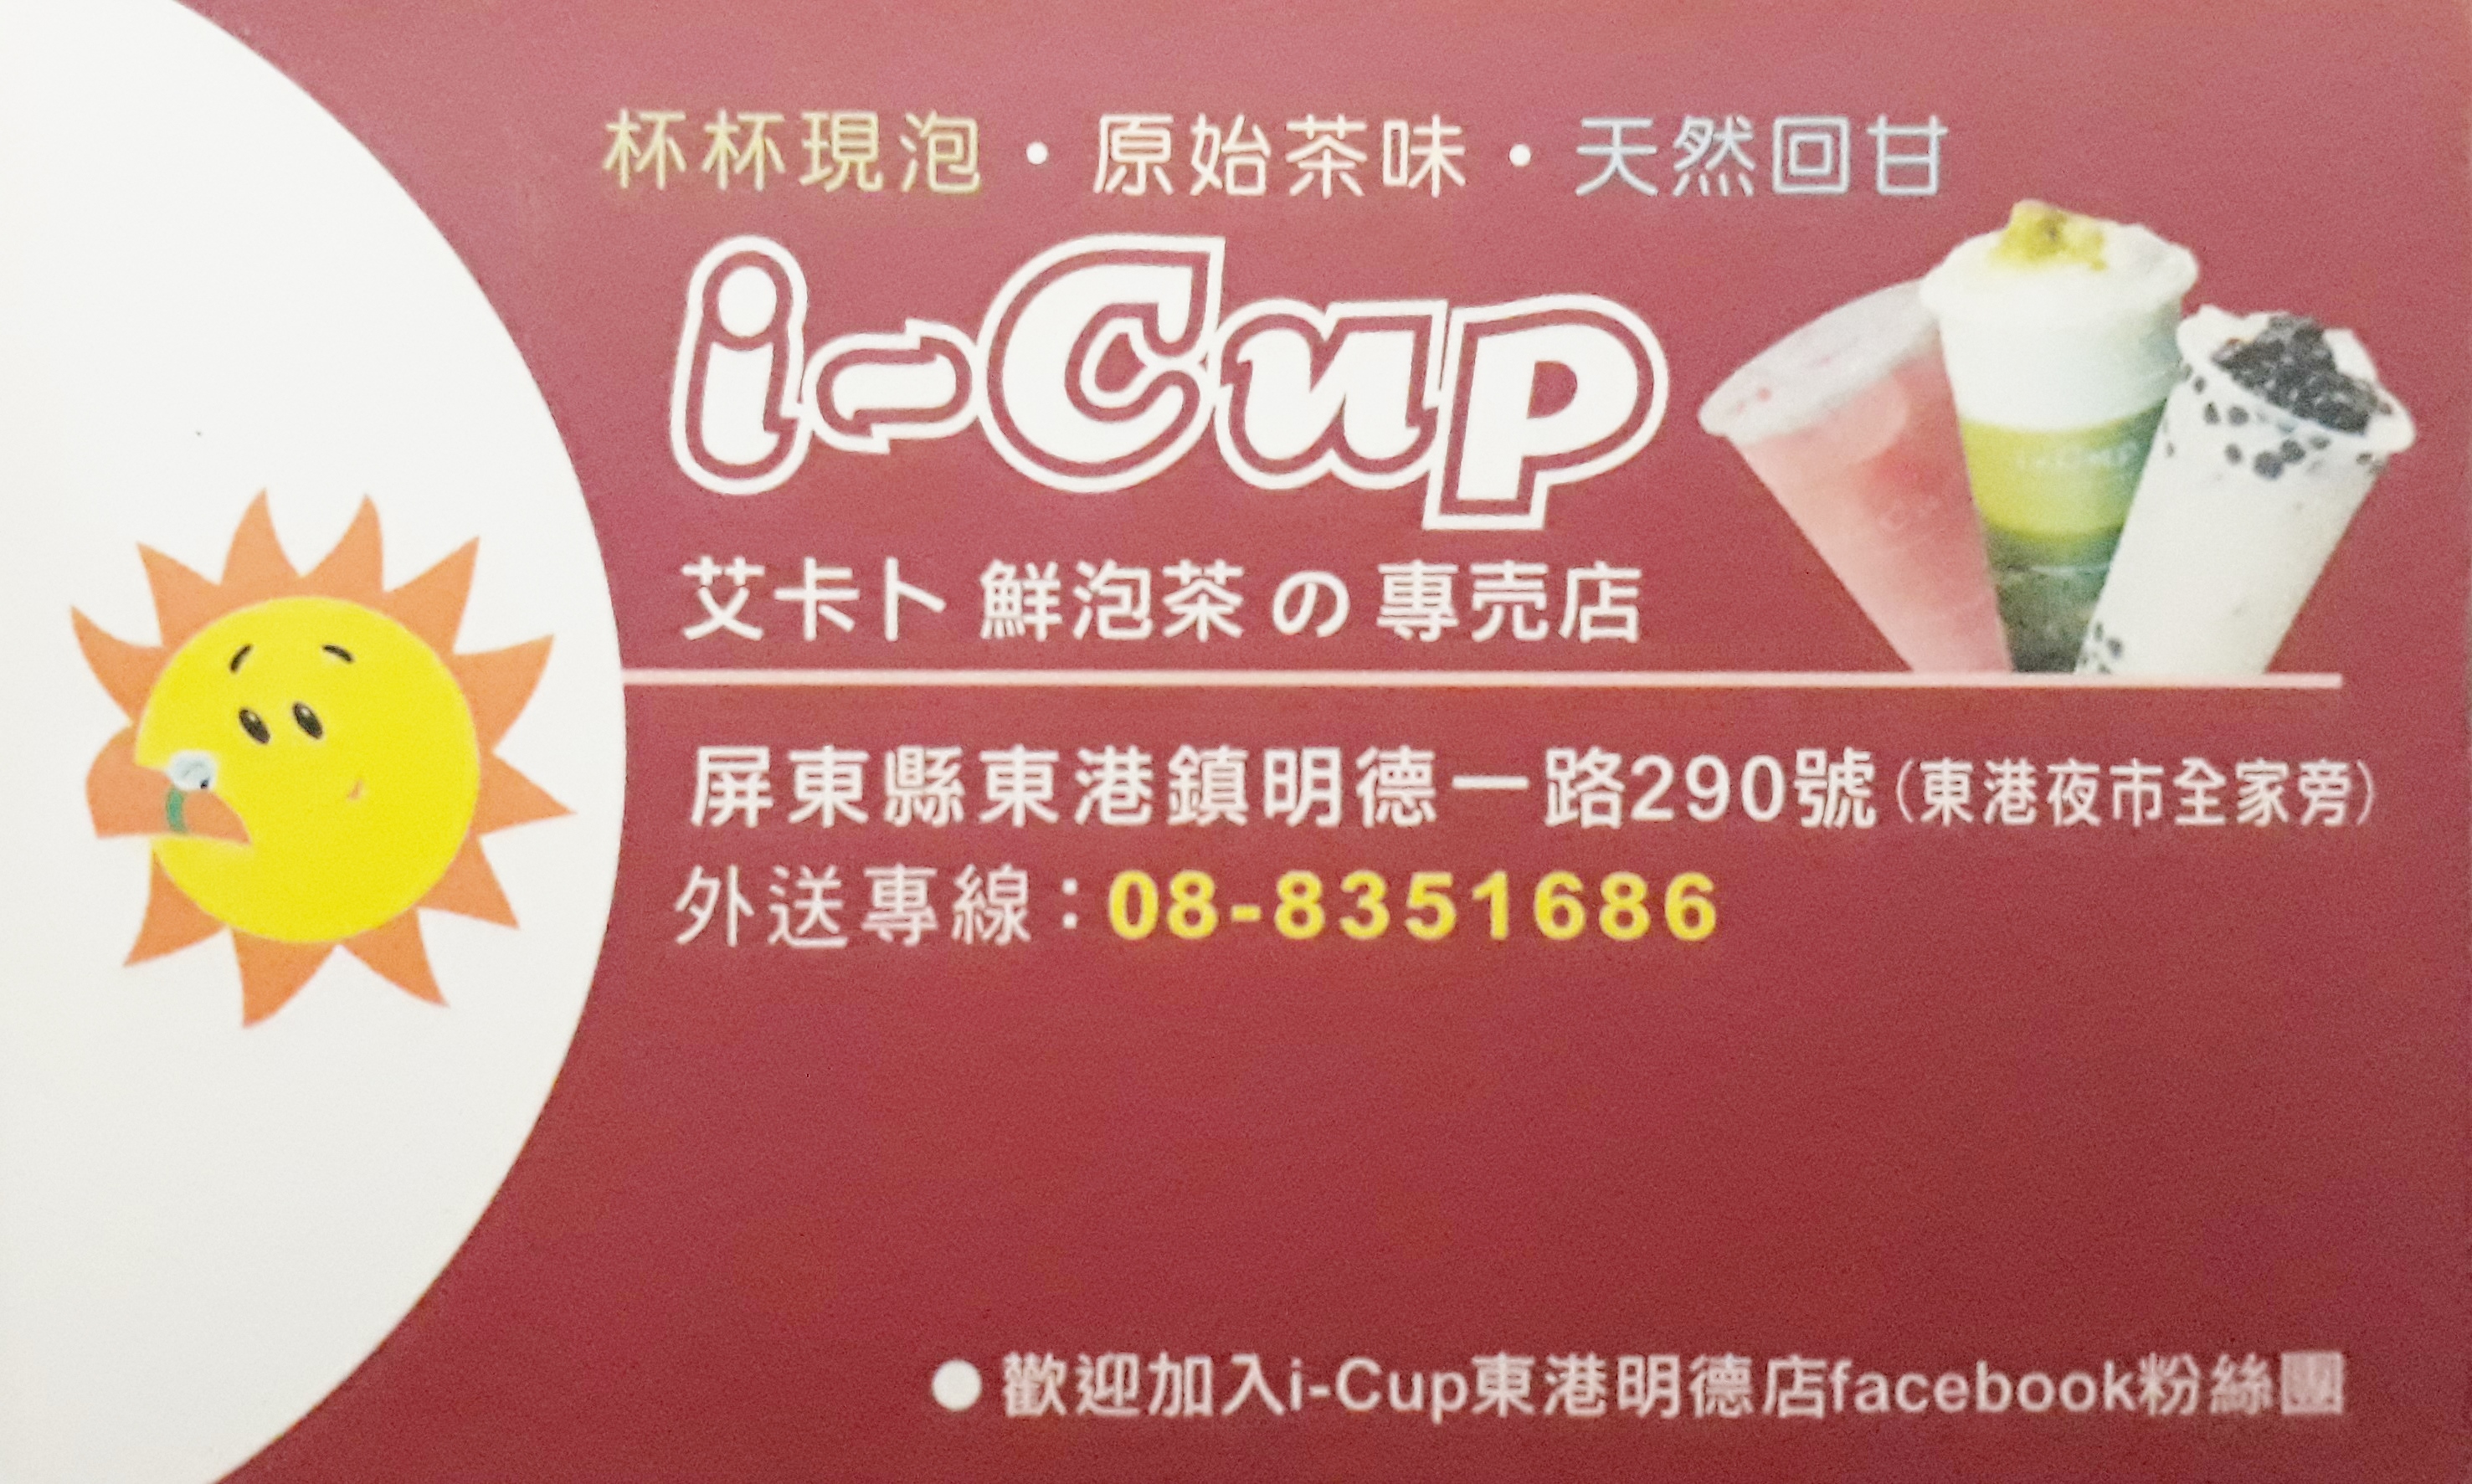 杯杯現泡・原始茶味・天然回甘
i-Cup
艾卡卜 鮮泡茶 の 專売店
屏東縣東港鎮明德一路290號(東港夜市全家旁)
外送專線：08-8351686
●歡迎加入i-Cup東港明德店facebook粉絲團